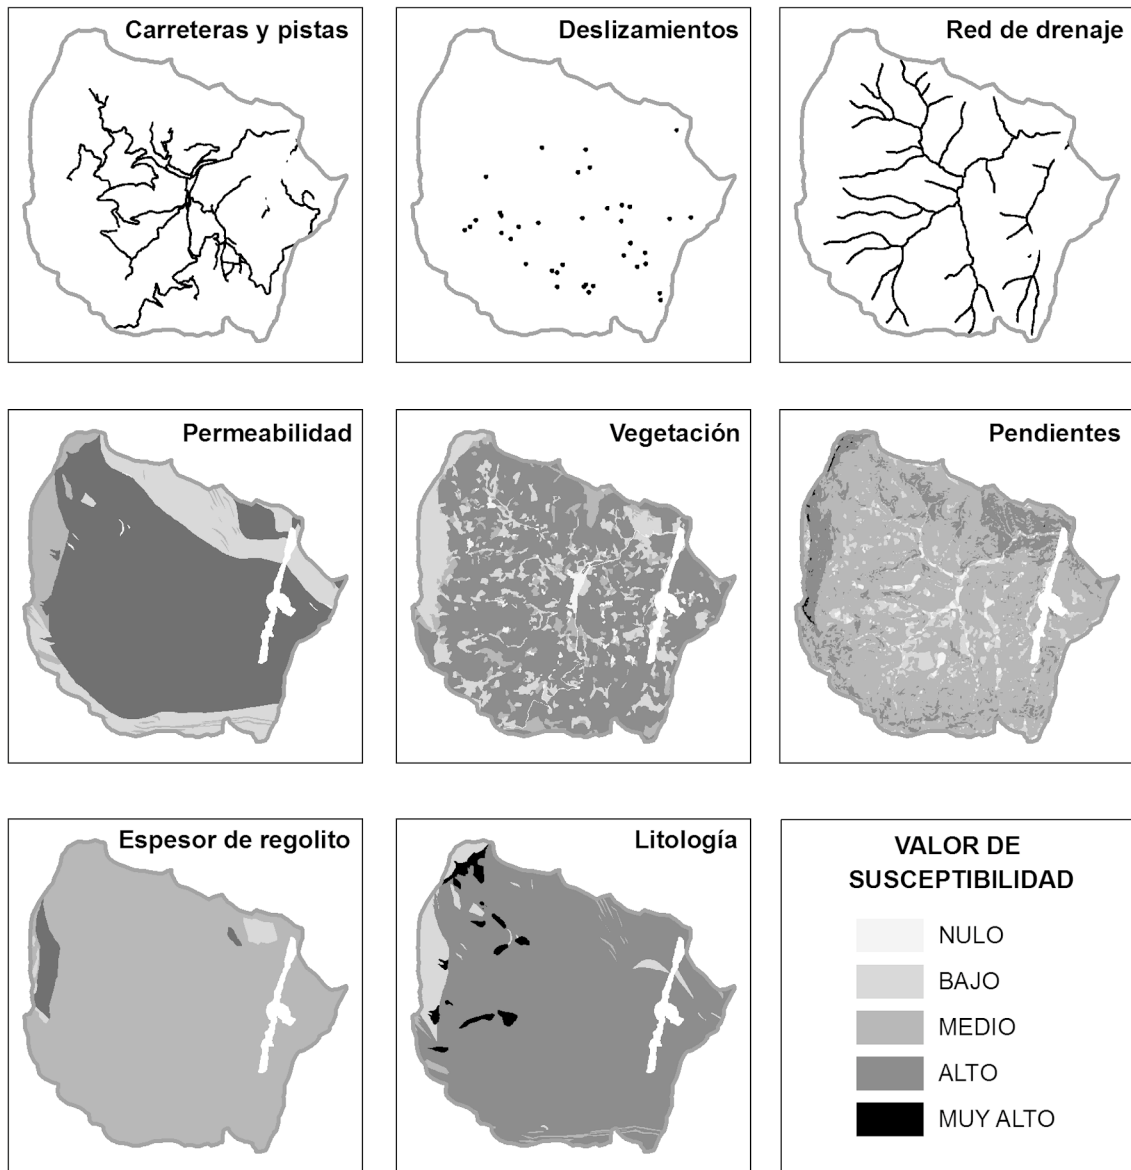 Carreteras y pistas
Deslizamientos
Red de drenaje
Permeabilidad
Vegetación
Pendientes
Espesor de regolito
Litología
VALOR DE
SUSCEPTIBILIDAD
NULO
BAJO
MEDIO
ALTO
MUY ALTO